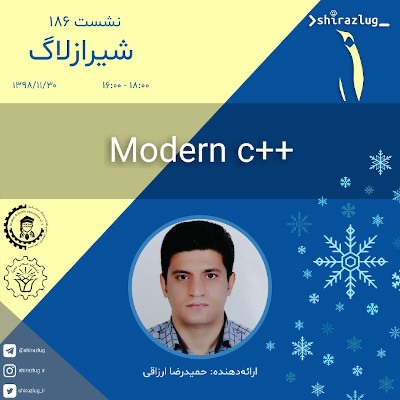 shirazlug_
نشست ۱۸۶
شیرازلاگ
۱۳۹۸/۱۱/۳۰
۱۶:۰۰ - ۱۸:۰۰
Modern c++
ارائه‌دهنده: حمیدرضا ارزاقی
@shirazlug
shirazlug.ir
shirazlug_ir